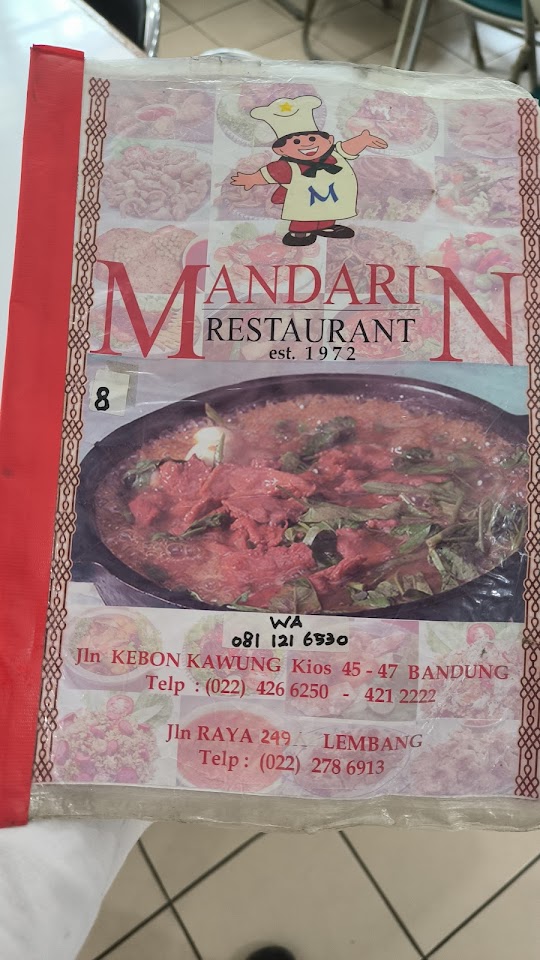 M
MANDARIN
RESTAURANT
est. 1972
8
WA
081 121 6530
Jln KEBON KAWUNG Kios 45 - 47 BANDUNG
Telp : (022) 426 6250 - 421 2222
Jln RAYA 249 LEMBANG
Telp : (022) 278 6913